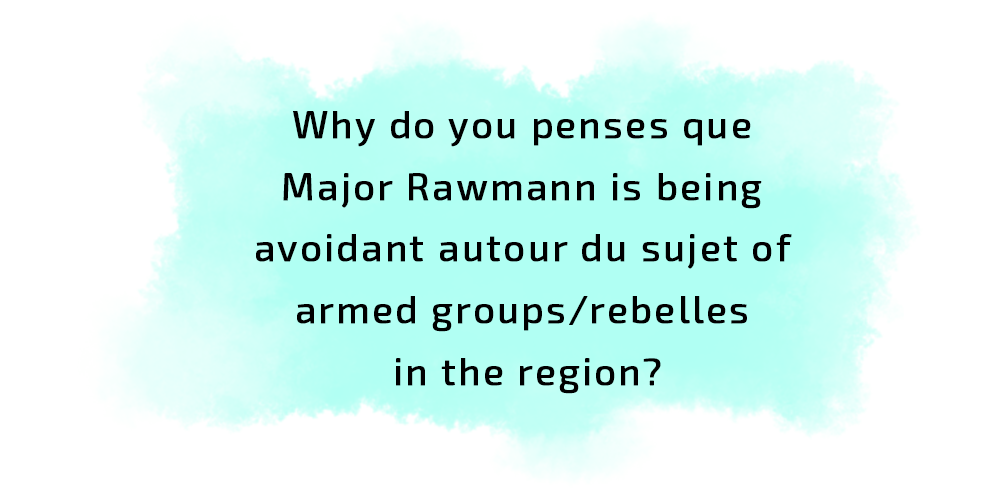 Why do you penses que
Major Rawmann is being
avoidant autour du sujet of
armed groups/rebelles
in the region?